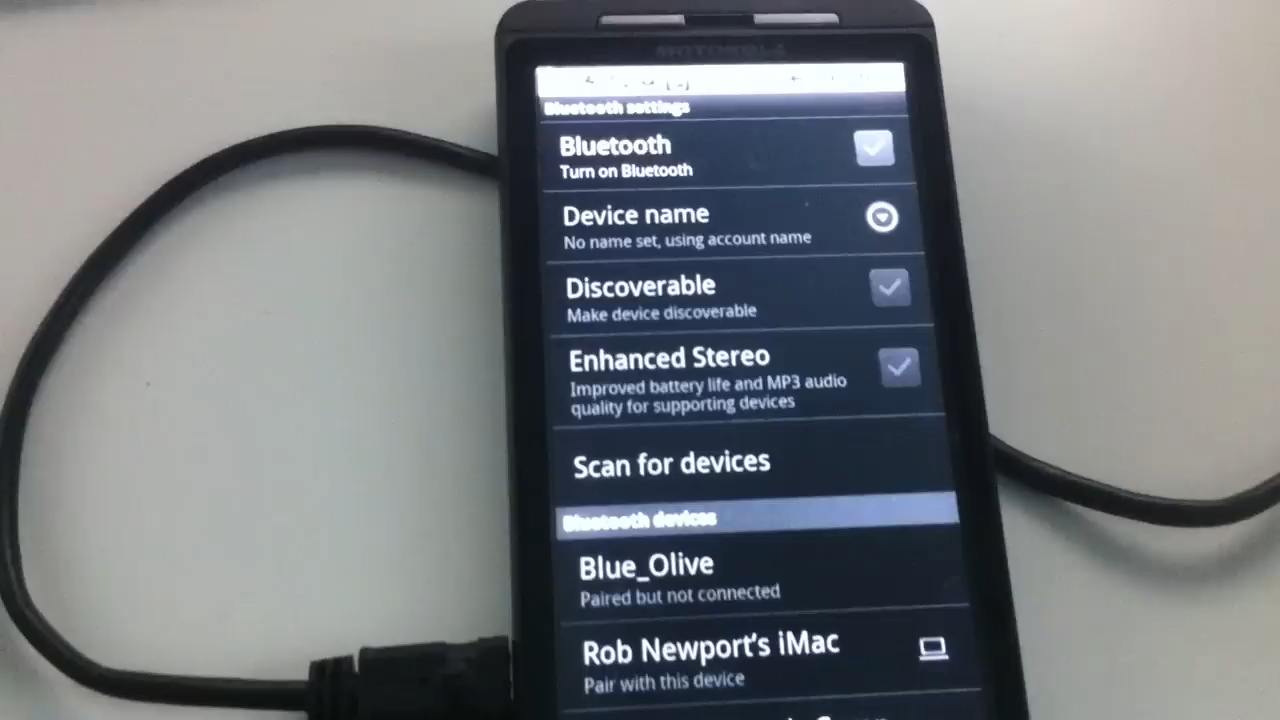 MOTOROLA
Bluetooth settings
Bluetooth
Turn on Bluetooth
Device name
No name set, using account name
Discoverable
Make device discoverable
Enhanced Stereo
Improved battery life and MP3 audio
quality for supporting devices
Scan for devices
Bluetooth devices
Blue_Olive
Paired but not connected
Rob Newport's iMac
Pair with this device